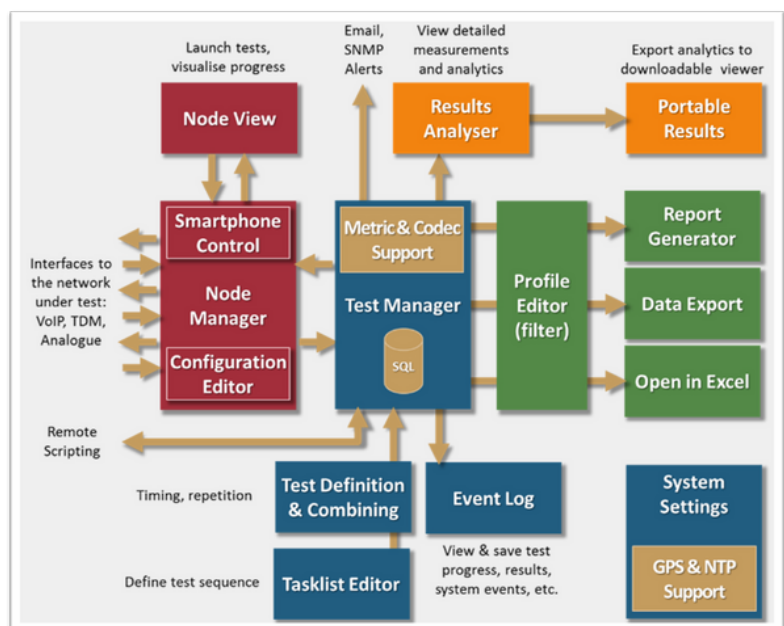 Launch tests,
visualise progress
Email,
SNMP
Alerts
View detailed
measurements
and analytics
Export analytics to
downloadable viewer
Node View
Results
Analyser
Portable
Results
Smartphone
Control
Metric & Codec
Support
Report
Generator
Interfaces to
the network
under test:
VoIP, TDM,
Analogue
Node
Manager
Test Manager
Profile
Editor
(filter)
Data Export
Configuration
Editor
SQL
Open in Excel
Remote
Scripting
Timing, repetition
Test Definition
& Combining
Event Log
System
Settings
View & save test
progress, results,
system events, etc.
Define test sequence
Tasklist Editor
GPS & NTP
Support